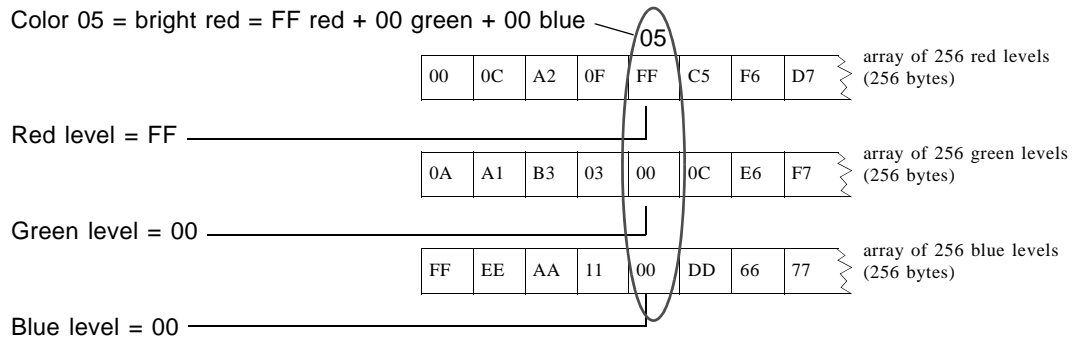 Color 05 = bright red = FF red + 00 green + 00 blue
05
00 0C A2 0F FF C5 F6 D7
array of 256 red levels
(256 bytes)
Red level = FF
0A A1 B3 03 00 0C E6 F7
array of 256 green levels
(256 bytes)
Green level = 00
FF EE AA 11 00 DD 66 77
array of 256 blue levels
(256 bytes)
Blue level = 00